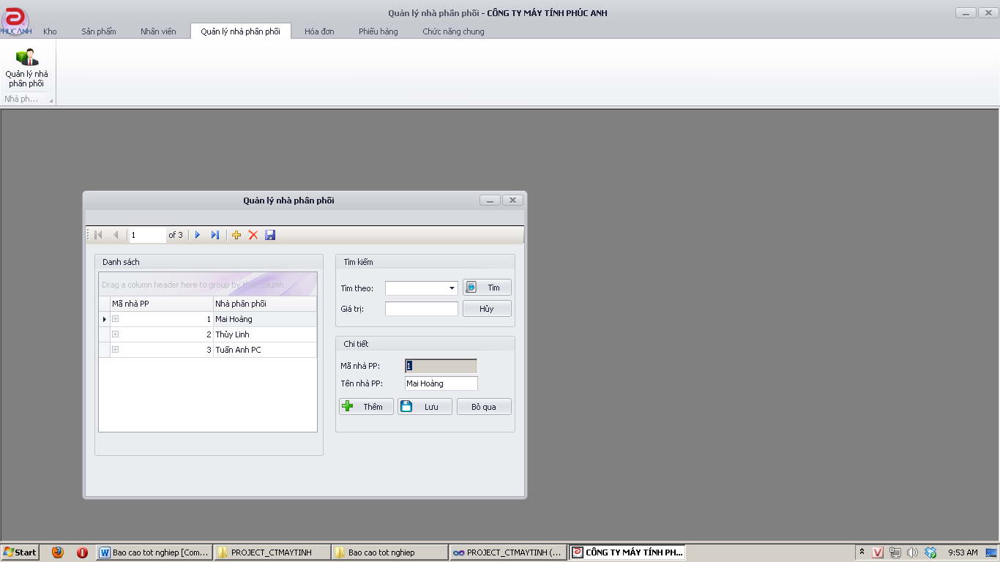 Quản lý nhà phân phối - CÔNG TY MÁY TÍNH PHÚC ANH
PHUCANH
Kho
Sản phẩm
Nhân viên
Quản lý nhà phân phối
Hóa đơn
Phiếu hàng
Chức năng chung
Quản lý nhà
phân phối
Nhà ph...
Quản lý nhà phân phối
1
of 3
Danh sách
Drag a column header here to group by that column
Mã nhà PP
Nhà phân phối
1 Mai Hoàng
2 Thùy Linh
3 Tuấn Anh PC
Tìm kiếm
Tìm theo:
Tìm
Giá trị:
Hủy
Chi tiết
Mã nhà PP:
1
Tên nhà PP:
Mai Hoàng
Thêm
Lưu
Bỏ qua
Start
Bao cao tot nghiep [Com...
PROJECT_CTMAYTINH
Bao cao tot nghiep
PROJECT_CTMAYTINH (...
CÔNG TY MÁY TÍNH PH...
V
9:53 AM